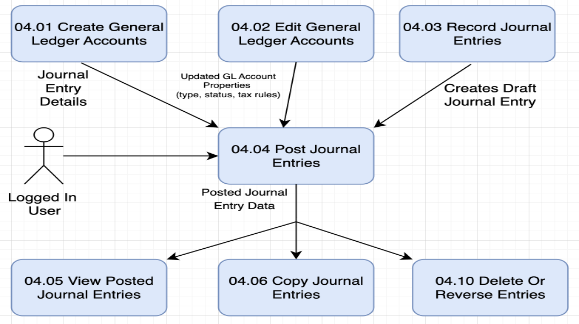 04.01 Create General
Ledger Accounts
04.02 Edit General
Ledger Accounts
04.03 Record Journal
Entries
Journal
Entry
Details
Updated GL Account
Properties
(type, status, tax rules)
Creates Draft
Journal Entry
04.04 Post Journal
Entries
Logged In
User
Posted Journal
Entry Data
04.05 View Posted
Journal Entries
04.06 Copy Journal
Entries
04.10 Delete Or
Reverse Entries